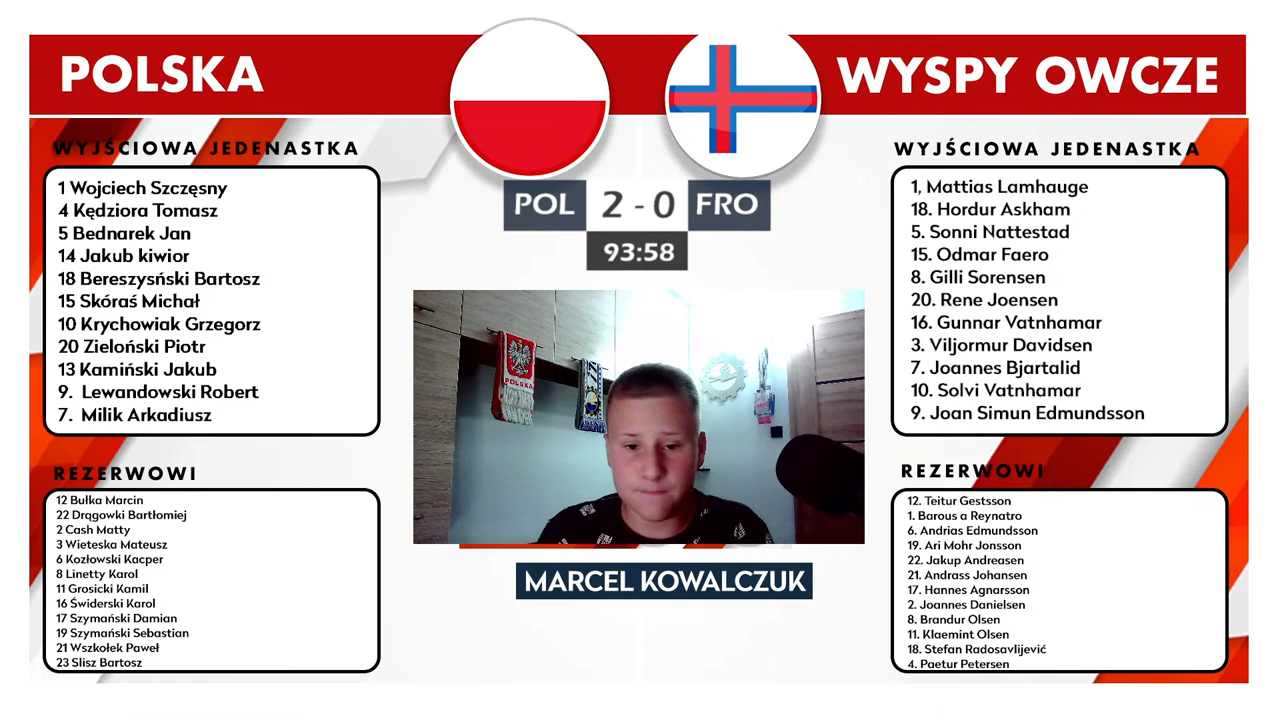 POLSKA
WYSPY OWCZE
WYJŚCIOWA JEDENASTKA
1 Wojciech Szczęsny
4 Kędziora Tomasz
5 Bednarek Jan
14 Jakub kiwior
18 Bereszysński Bartosz
15 Skóraś Michał
10 Krychowiak Grzegorz
20 Zieloński Piotr
13 Kamiński Jakub
9. Lewandowski Robert
7. Milik Arkadiusz
REZERWOWI
12 Bułka Marcin
22 Drągowki Bartłomiej
2 Cash Matty
3 Wieteska Mateusz
6 Kozłowski Kacper
8 Linetty Karol
11 Grosicki Kamil
16 Świderski Karol
17 Szymański Damian
19 Szymański Sebastian
21 Wszkołek Paweł
23 Slisz Bartosz
POL 2 - 0 FRO
93:58
POLSKA
MARCEL KOWALCZUK
WYJŚCIOWA JEDENASTKA
1, Mattias Lamhauge
18. Hordur Askham
5. Sonni Nattestad
15. Odmar Faero
8. Gilli Sorensen
20. Rene Joensen
16. Gunnar Vatnhamar
3. Viljormur Davidsen
7. Joannes Bjartalid
10. Solvi Vatnhamar
9. Joan Simun Edmundsson
REZERWOWI
12. Teitur Gestsson
1. Barous a Reynatro
6. Andrias Edmundsson
19. Ari Mohr Jonsson
22. Jakup Andreasen
21. Andrass Johansen
17. Hannes Agnarsson
2. Joannes Danielsen
8. Brandur Olsen
11. Klaemint Olsen
18. Stefan Radosavlijević
4. Paetur Petersen